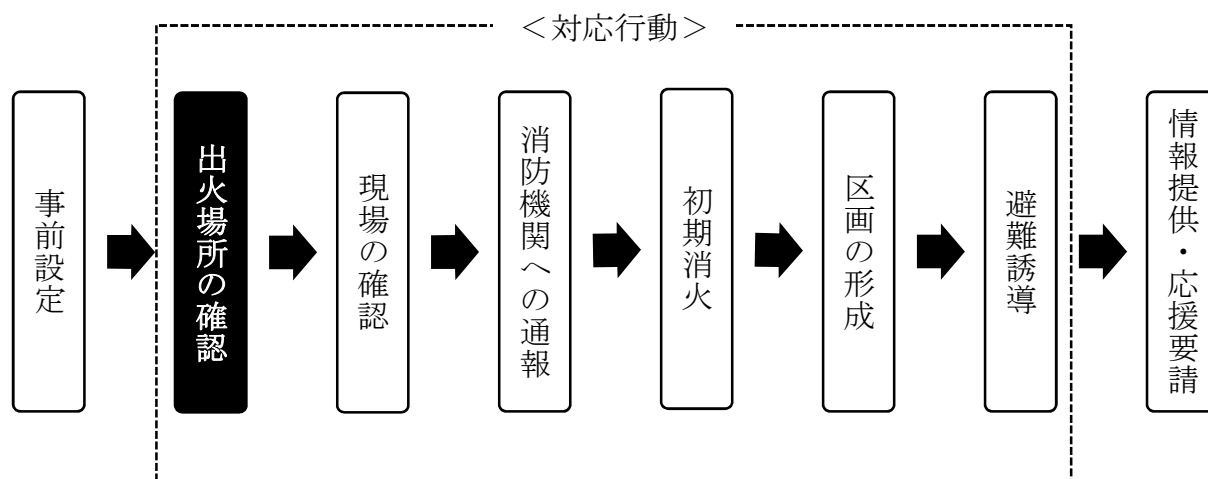 ＜対応行動＞
事前設定
出火場所の確認
現場の確認
消防機関への通報
初期消火
区画の形成
避難誘導
情報提供・応援要請